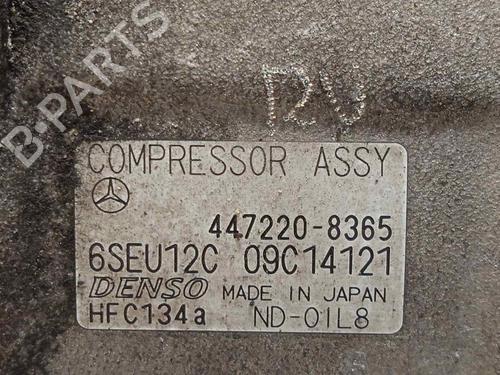 B-PARTS
RV
COMPRESSOR ASSY
447220-8365
6SEU12C 09C14121
DENSO MADE IN JAPAN
HFC134a ND-OIL8